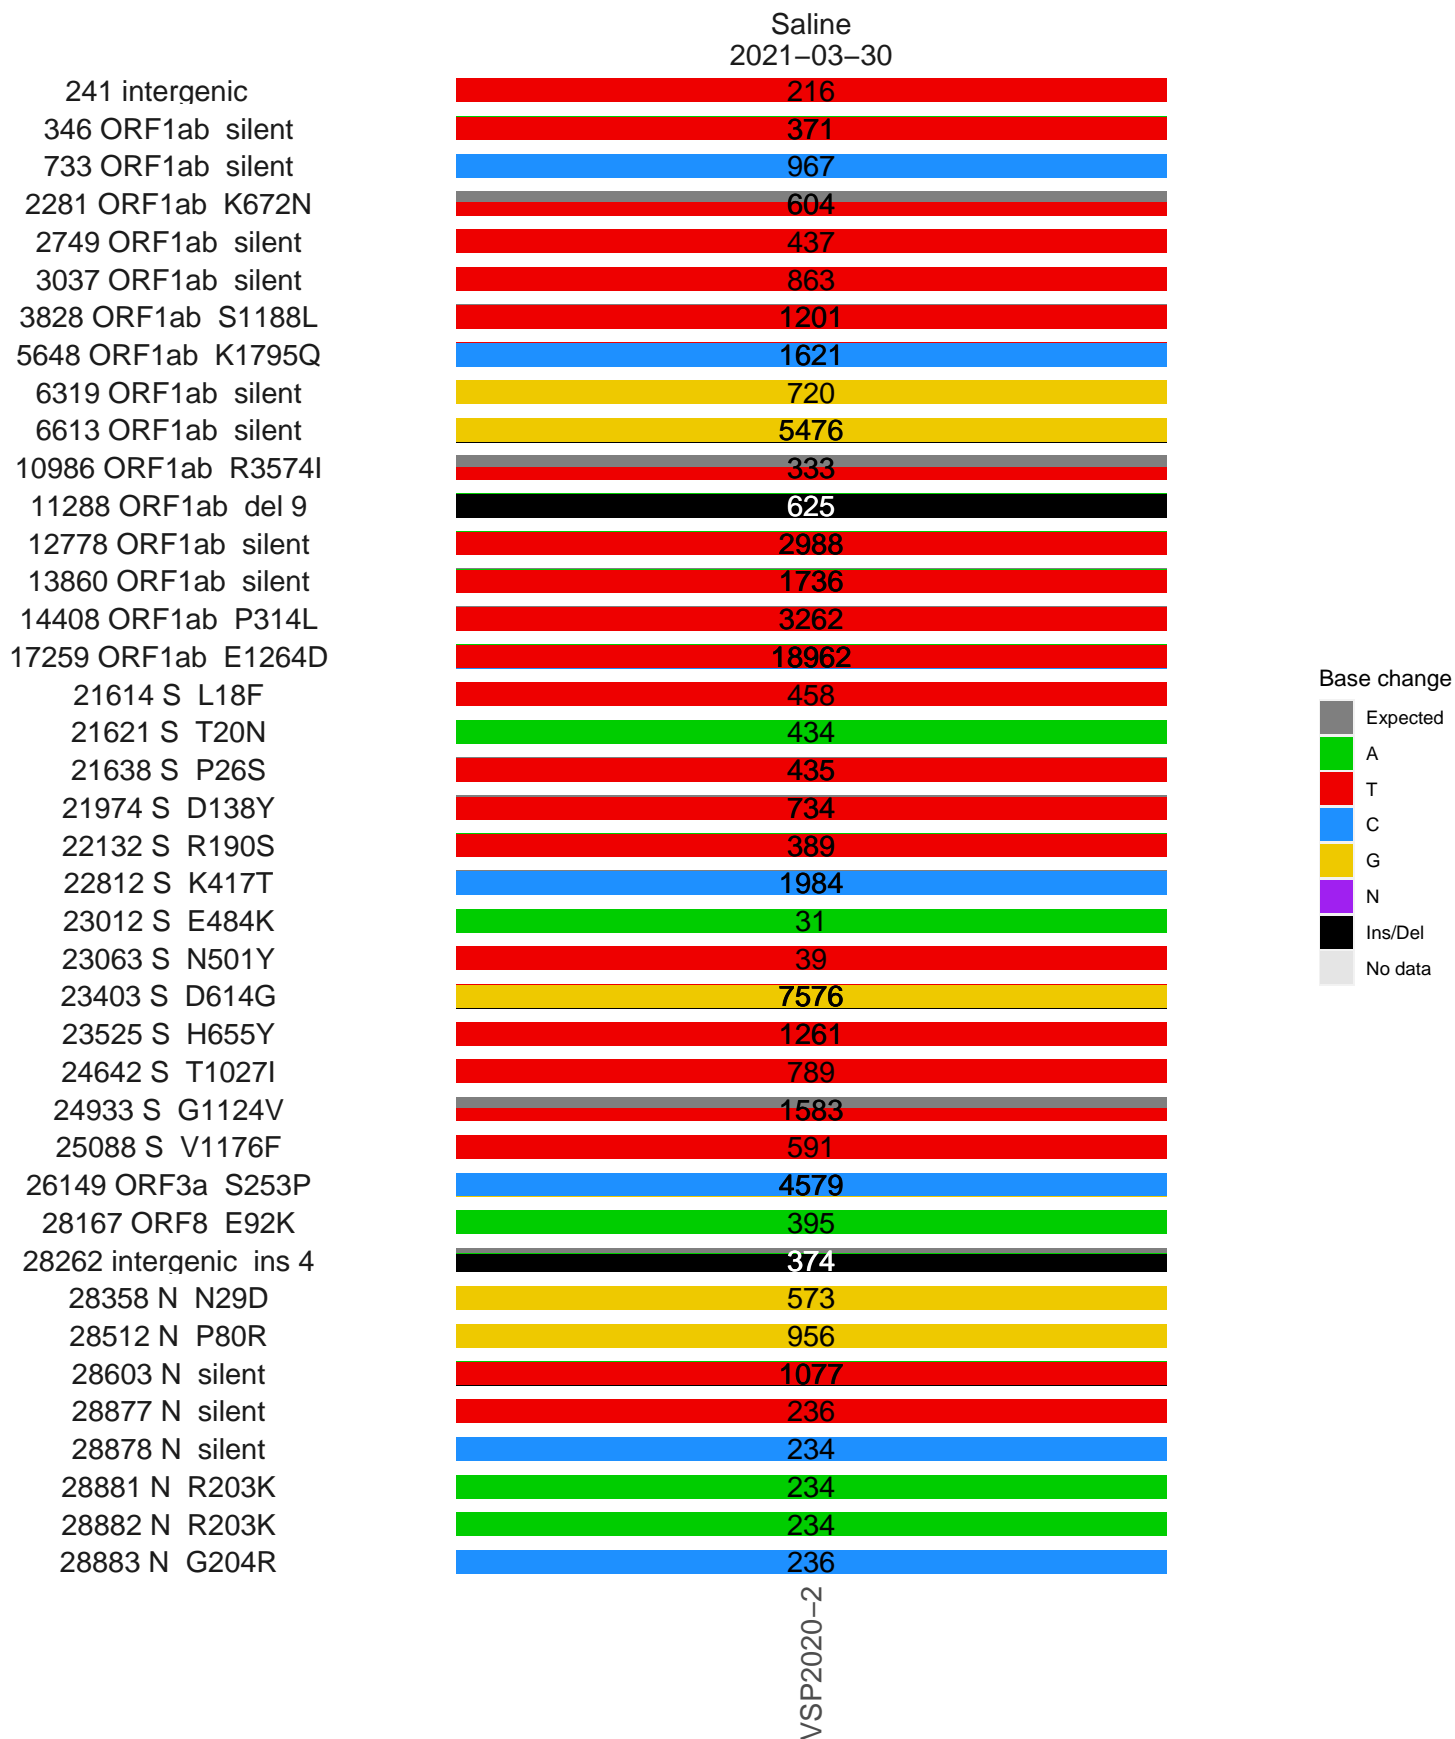 Saline
2021−03−30
241 intergenic 216
346 ORF1ab silent 371
733 ORF1ab silent 967
2281 ORF1ab K672N 604
2749 ORF1ab silent 437
3037 ORF1ab silent 863
3828 ORF1ab S1188L 1201
5648 ORF1ab K1795Q 1621
6319 ORF1ab silent 720
6613 ORF1ab silent 5476
10986 ORF1ab R3574I 333
11288 ORF1ab del 9 625
12778 ORF1ab silent 2988
13860 ORF1ab silent 1736
14408 ORF1ab P314L 3262
17259 ORF1ab E1264D 18962
21614 S L18F 458
21621 S T20N 434
21638 S P26S 435
21974 S D138Y 734
22132 S R190S 389
22812 S K417T 1984
23012 S E484K 31
23063 S N501Y 39
23403 S D614G 7576
23525 S H655Y 1261
24642 S T1027I 789
24933 S G1124V 1583
25088 S V1176F 591
26149 ORF3a S253P 4579
28167 ORF8 E92K 395
28262 intergenic ins 4 374
28358 N N29D 573
28512 N P80R 956
28603 N silent 1077
28877 N silent 236
28878 N silent 234
28881 N R203K 234
28882 N R203K 234
28883 N G204R 236
VSP2020−2
Base change
Expected
A
T
C
G
N
Ins/Del
No data